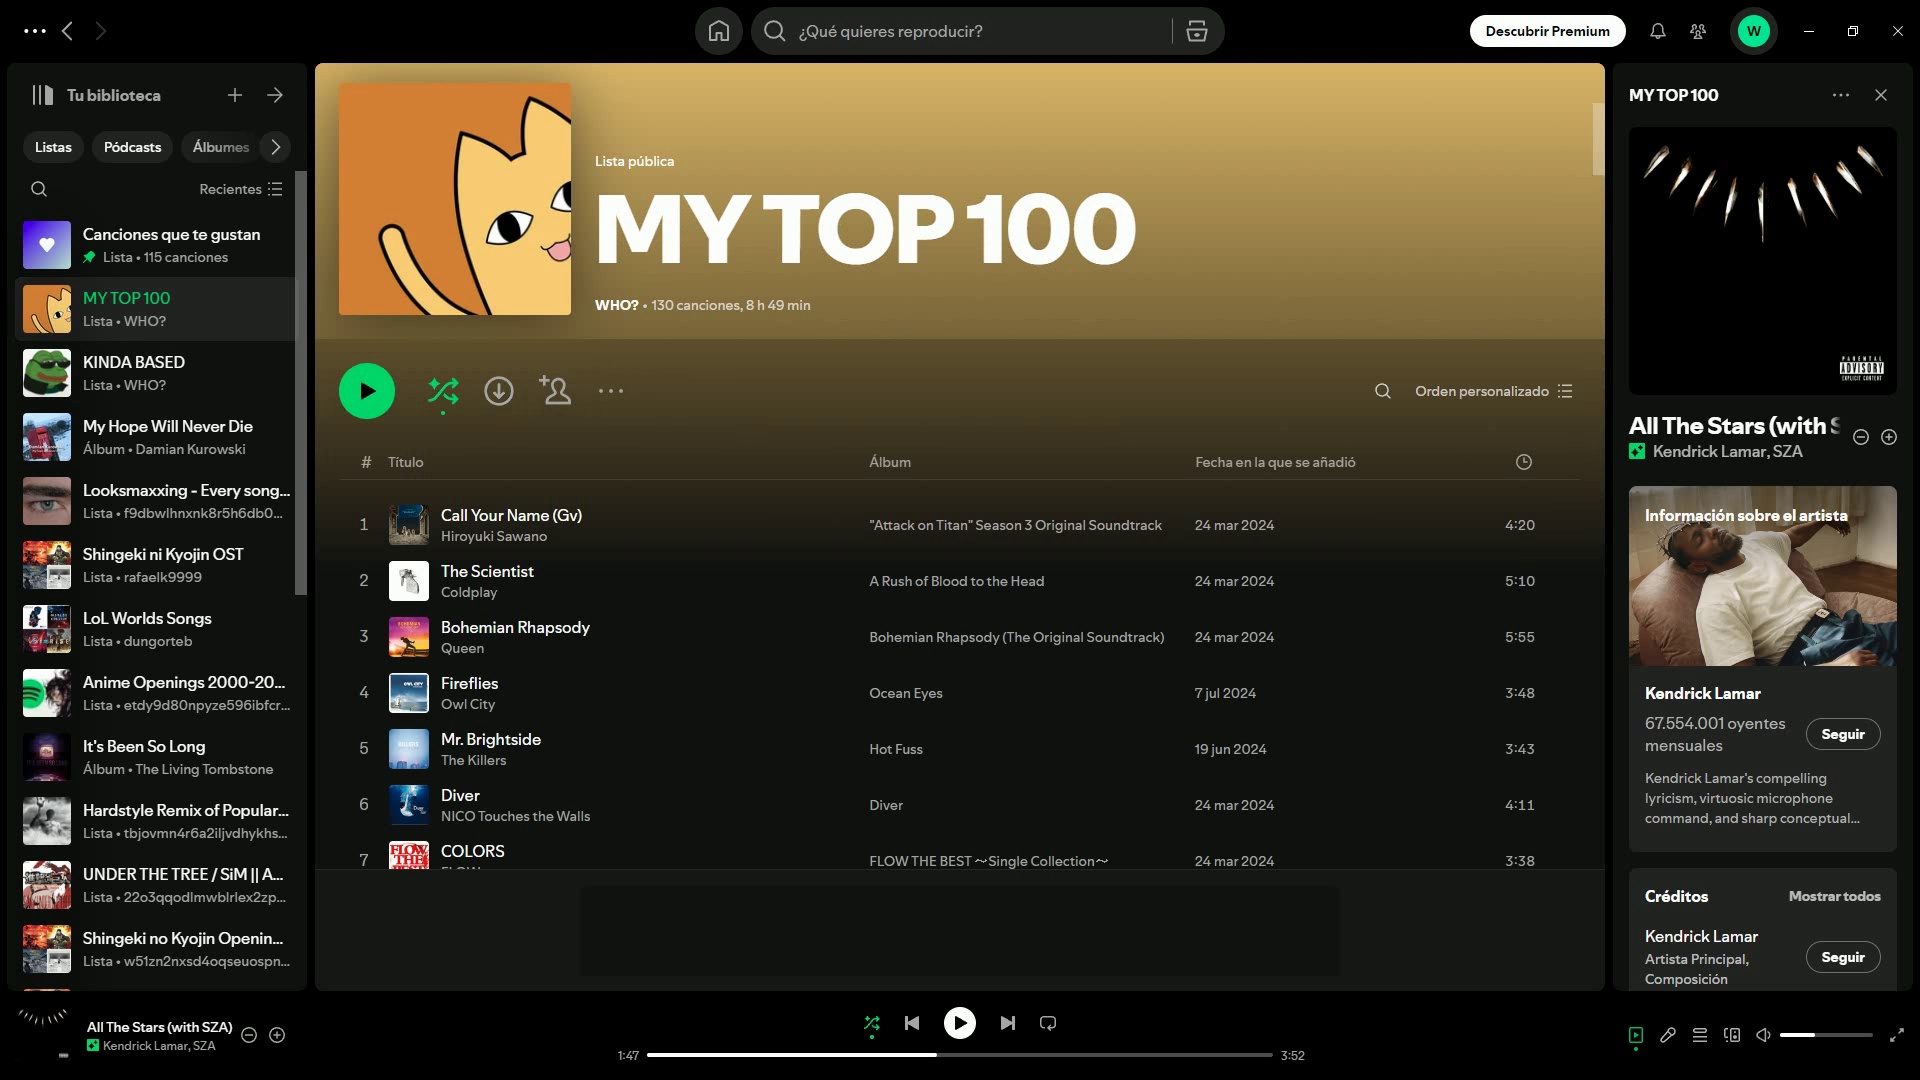 ¿Qué quieres reproducir?
Descubrir Premium
W
Tu biblioteca
Listas
Pódcasts
Álbumes
Recientes
Canciones que te gustan
Lista • 115 canciones
MY TOP 100
Lista • WHO?
KINDA BASED
Lista • WHO?
My Hope Will Never Die
Álbum • Damian Kurowski
Looksmaxxing - Every song...
Lista • f9dbwlhnxnk8r5h6db0...
Shingeki ni Kyojin OST
Lista • rafaelk9999
LoL Worlds Songs
Lista • dungorteb
Anime Openings 2000-20...
Lista • etdy9d80npyze596ibfcr...
It's Been So Long
Álbum • The Living Tombstone
Hardstyle Remix of Popular...
Lista • tbjovmn4r6a2iljvdhykhs...
UNDER THE TREE / SiM || A...
Lista • 22o3qqodlmwblrlex2zp...
Shingeki no Kyojin Openin...
Lista • w51zn2nxsd4oqseuospn...
Lista pública
MY TOP 100
WHO? • 130 canciones, 8 h 49 min
Orden personalizado
# Título Álbum Fecha en la que se añadió
1 Call Your Name (Gv) "Attack on Titan" Season 3 Original Soundtrack 24 mar 2024 4:20
Hiroyuki Sawano
2 The Scientist A Rush of Blood to the Head 24 mar 2024 5:10
Coldplay
3 Bohemian Rhapsody Bohemian Rhapsody (The Original Soundtrack) 24 mar 2024 5:55
Queen
4 Fireflies Ocean Eyes 7 jul 2024 3:48
Owl City
5 Mr. Brightside Hot Fuss 19 jun 2024 3:43
The Killers
6 Diver Diver 24 mar 2024 4:11
NICO Touches the Walls
7 COLORS FLOW THE BEST ～Single Collection～ 24 mar 2024 3:38
MY TOP 100
PARENTAL
ADVISORY
EXPLICIT CONTENT
All The Stars (with S
Kendrick Lamar, SZA
Información sobre el artista
Kendrick Lamar
67.554.001 oyentes
mensuales
Seguir
Kendrick Lamar's compelling
lyricism, virtuosic microphone
command, and sharp conceptual...
Créditos
Mostrar todos
Kendrick Lamar
Artista Principal,
Composición
Seguir
All The Stars (with SZA)
Kendrick Lamar, SZA
1:47
3:52